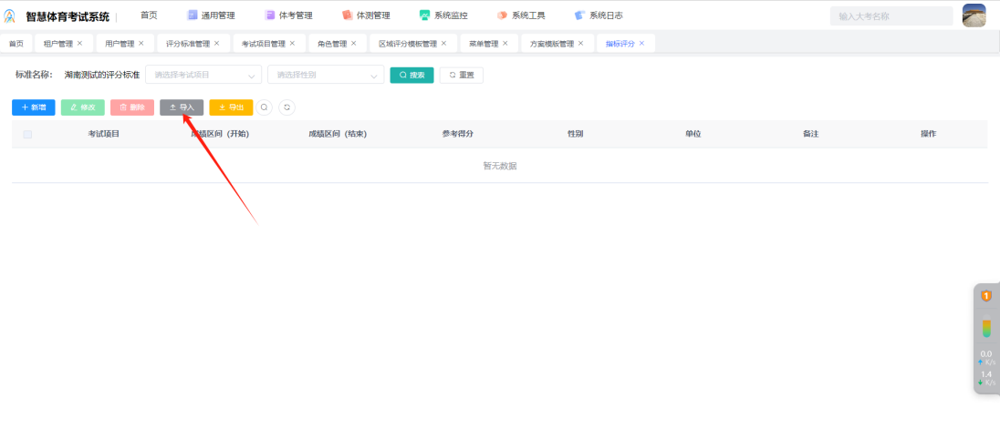 智慧体育考试系统 首页 通用管理 体考管理 体测管理 系统监控 系统工具 系统日志 输入大考名称
首页 租户管理 × 用户管理 × 评分标准管理 × 考试项目管理 × 角色管理 × 区域评分模板管理 × 菜单管理 × 方案模版管理 × 指标评分 ×
标准名称: 湖南测试的评分标准 请选择考试项目 请选择性别 搜索 重置
新增 修改 删除 导入 导出
考试项目 成绩区间（开始） 成绩区间（结束） 参考得分 性别 单位 备注 操作
暂无数据
1
0.0
K/s
1.4
K/s